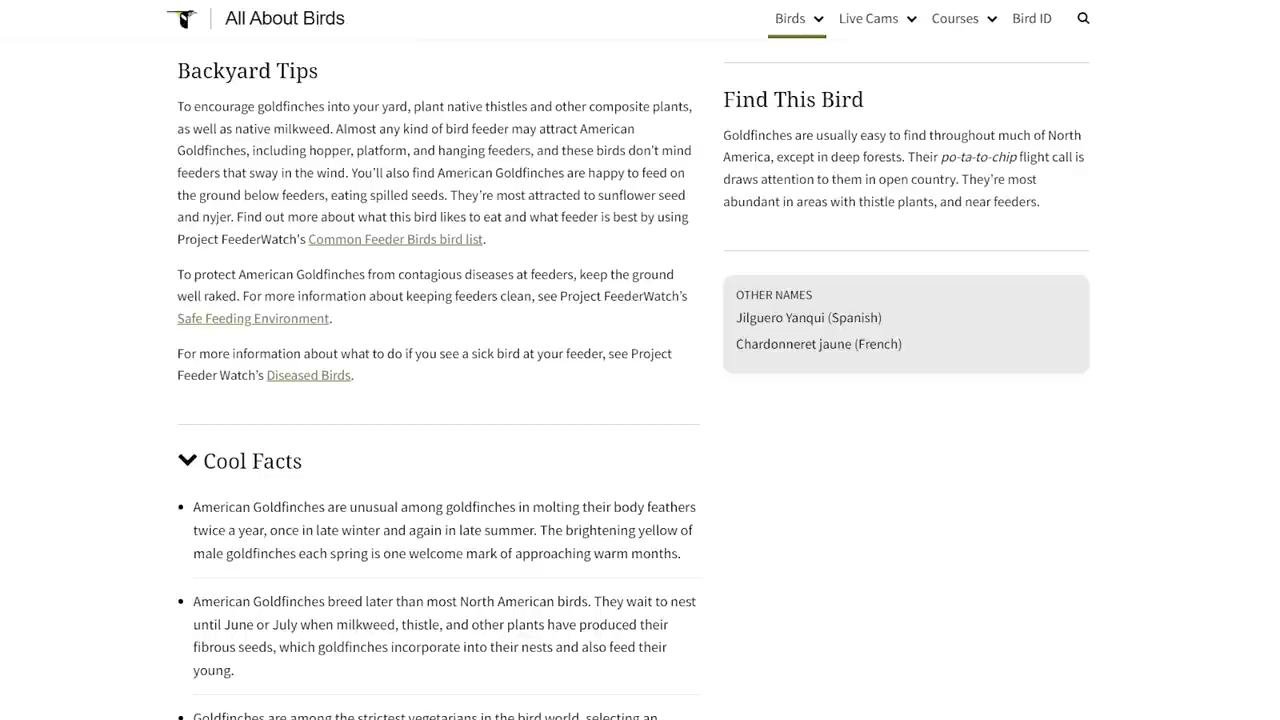 All About Birds
Birds
Live Cams
Courses
Bird ID
Backyard Tips
To encourage goldfinches into your yard, plant native thistles and other composite plants,
as well as native milkweed. Almost any kind of bird feeder may attract American
Goldfinches, including hopper, platform, and hanging feeders, and these birds don't mind
feeders that sway in the wind. You'll also find American Goldfinches are happy to feed on
the ground below feeders, eating spilled seeds. They're most attracted to sunflower seed
and nyjer. Find out more about what this bird likes to eat and what feeder is best by using
Project FeederWatch's Common Feeder Birds bird list.
To protect American Goldfinches from contagious diseases at feeders, keep the ground
well raked. For more information about keeping feeders clean, see Project FeederWatch's
Safe Feeding Environment.
For more information about what to do if you see a sick bird at your feeder, see Project
Feeder Watch's Diseased Birds.
Cool Facts
• American Goldfinches are unusual among goldfinches in molting their body feathers
twice a year, once in late winter and again in late summer. The brightening yellow of
male goldfinches each spring is one welcome mark of approaching warm months.
• American Goldfinches breed later than most North American birds. They wait to nest
until June or July when milkweed, thistle, and other plants have produced their
fibrous seeds, which goldfinches incorporate into their nests and also feed their
young.
• Goldfinches are among the strictest vegetarians in the bird world, selecting an
Find This Bird
Goldfinches are usually easy to find throughout much of North
America, except in deep forests. Their po-ta-to-chip flight call is
draws attention to them in open country. They're most
abundant in areas with thistle plants, and near feeders.
OTHER NAMES
Jilguero Yanqui (Spanish)
Chardonneret jaune (French)